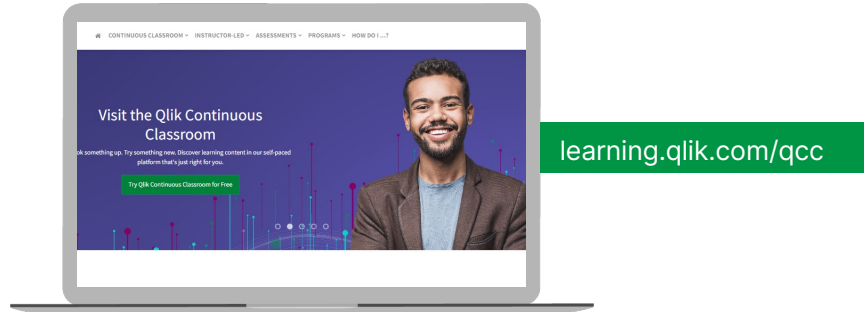 CONTINUOUS CLASSROOM INSTRUCTOR-LED ASSESSMENTS PROGRAMS HOW DO I ...?
Visit the Qlik Continuous
Classroom
ok something up. Try something new. Discover learning content in our self-paced
platform that's just right for you.
Try Qlik Continuous Classroom for Free
learning.qlik.com/qcc